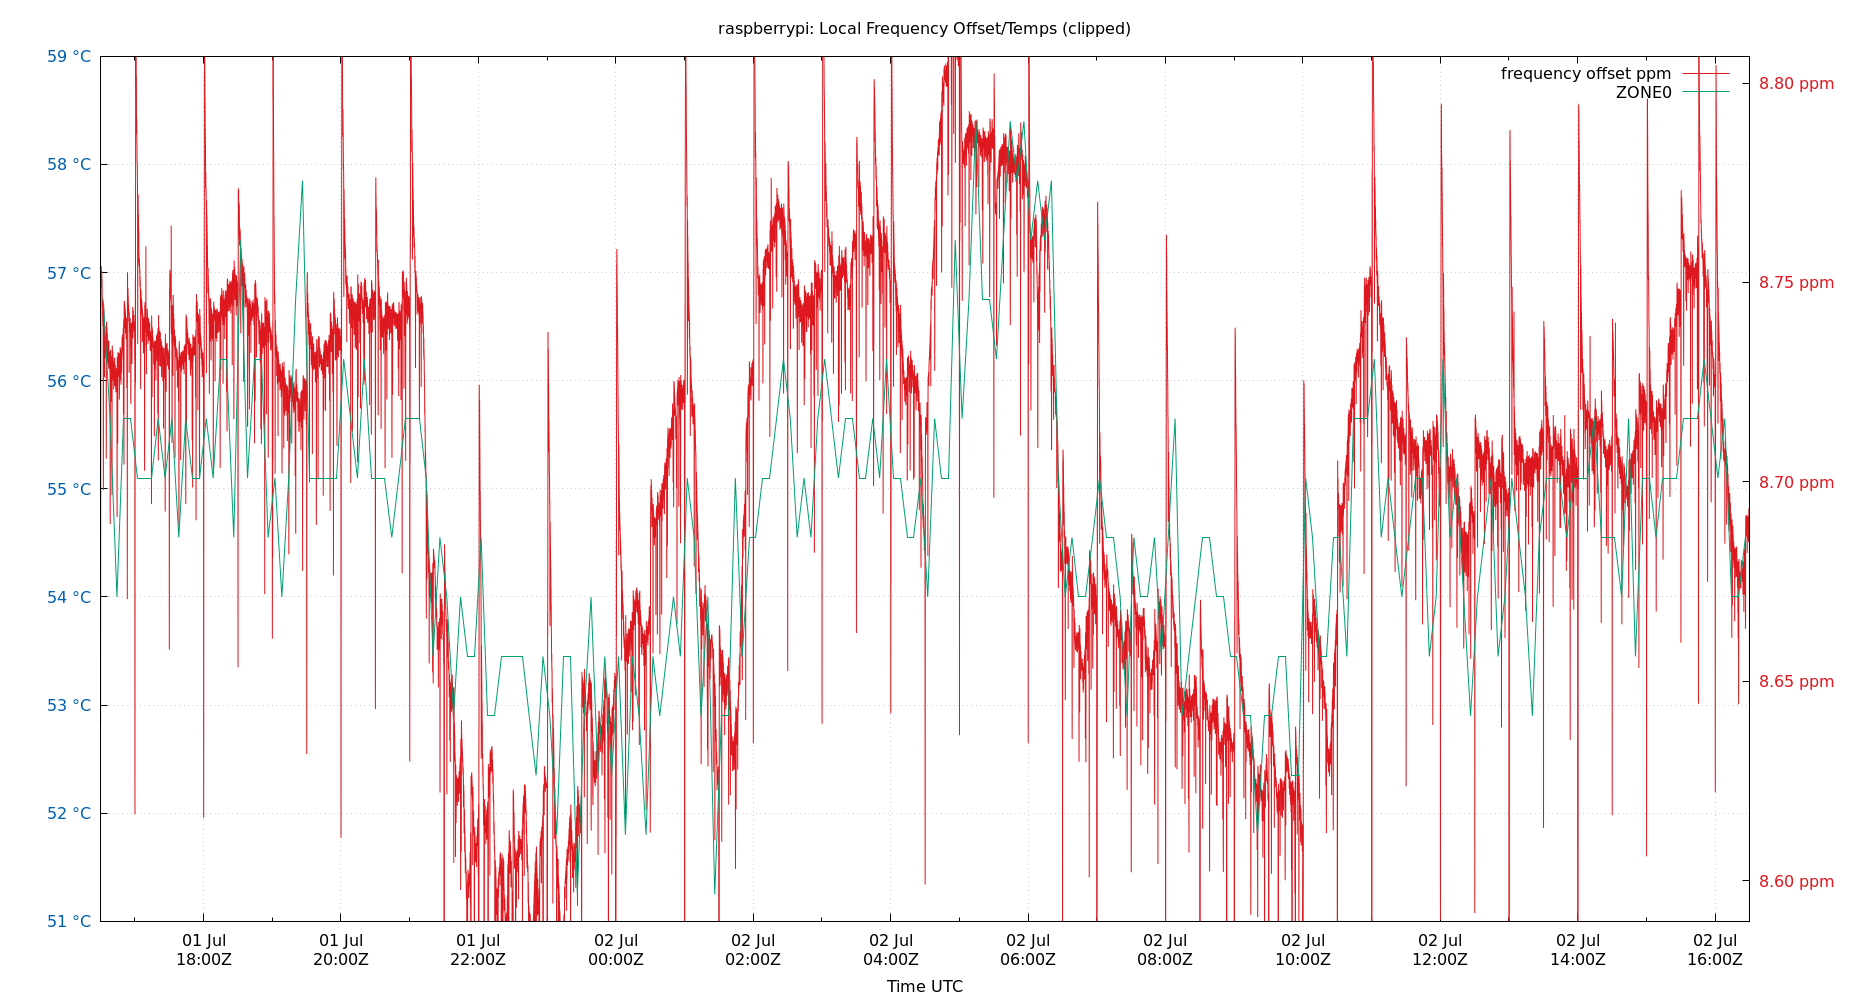 raspberrypi: Local Frequency Offset/Temps (clipped)
59 °C
58 °C
57 °C
56 °C
55 °C
54 °C
53 °C
52 °C
51 °C
frequency offset ppm
ZONE0
8.80 ppm
8.75 ppm
8.70 ppm
8.65 ppm
8.60 ppm
01 Jul
18:00Z
01 Jul
20:00Z
01 Jul
22:00Z
02 Jul
00:00Z
02 Jul
02:00Z
02 Jul
04:00Z
02 Jul
06:00Z
02 Jul
08:00Z
02 Jul
10:00Z
02 Jul
12:00Z
02 Jul
14:00Z
02 Jul
16:00Z
Time UTC